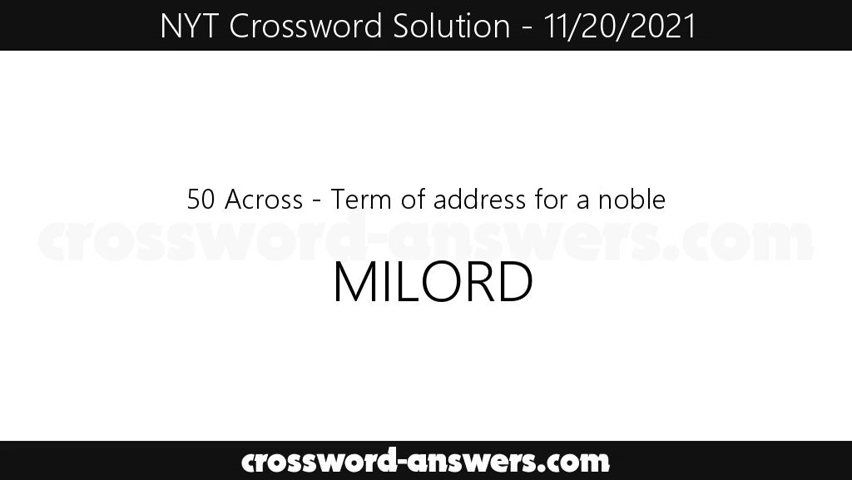 NYT Crossword Solution - 11/20/2021
50 Across - Term of address for a noble
crossword-answers.com
MILORD
crossword-answers.com